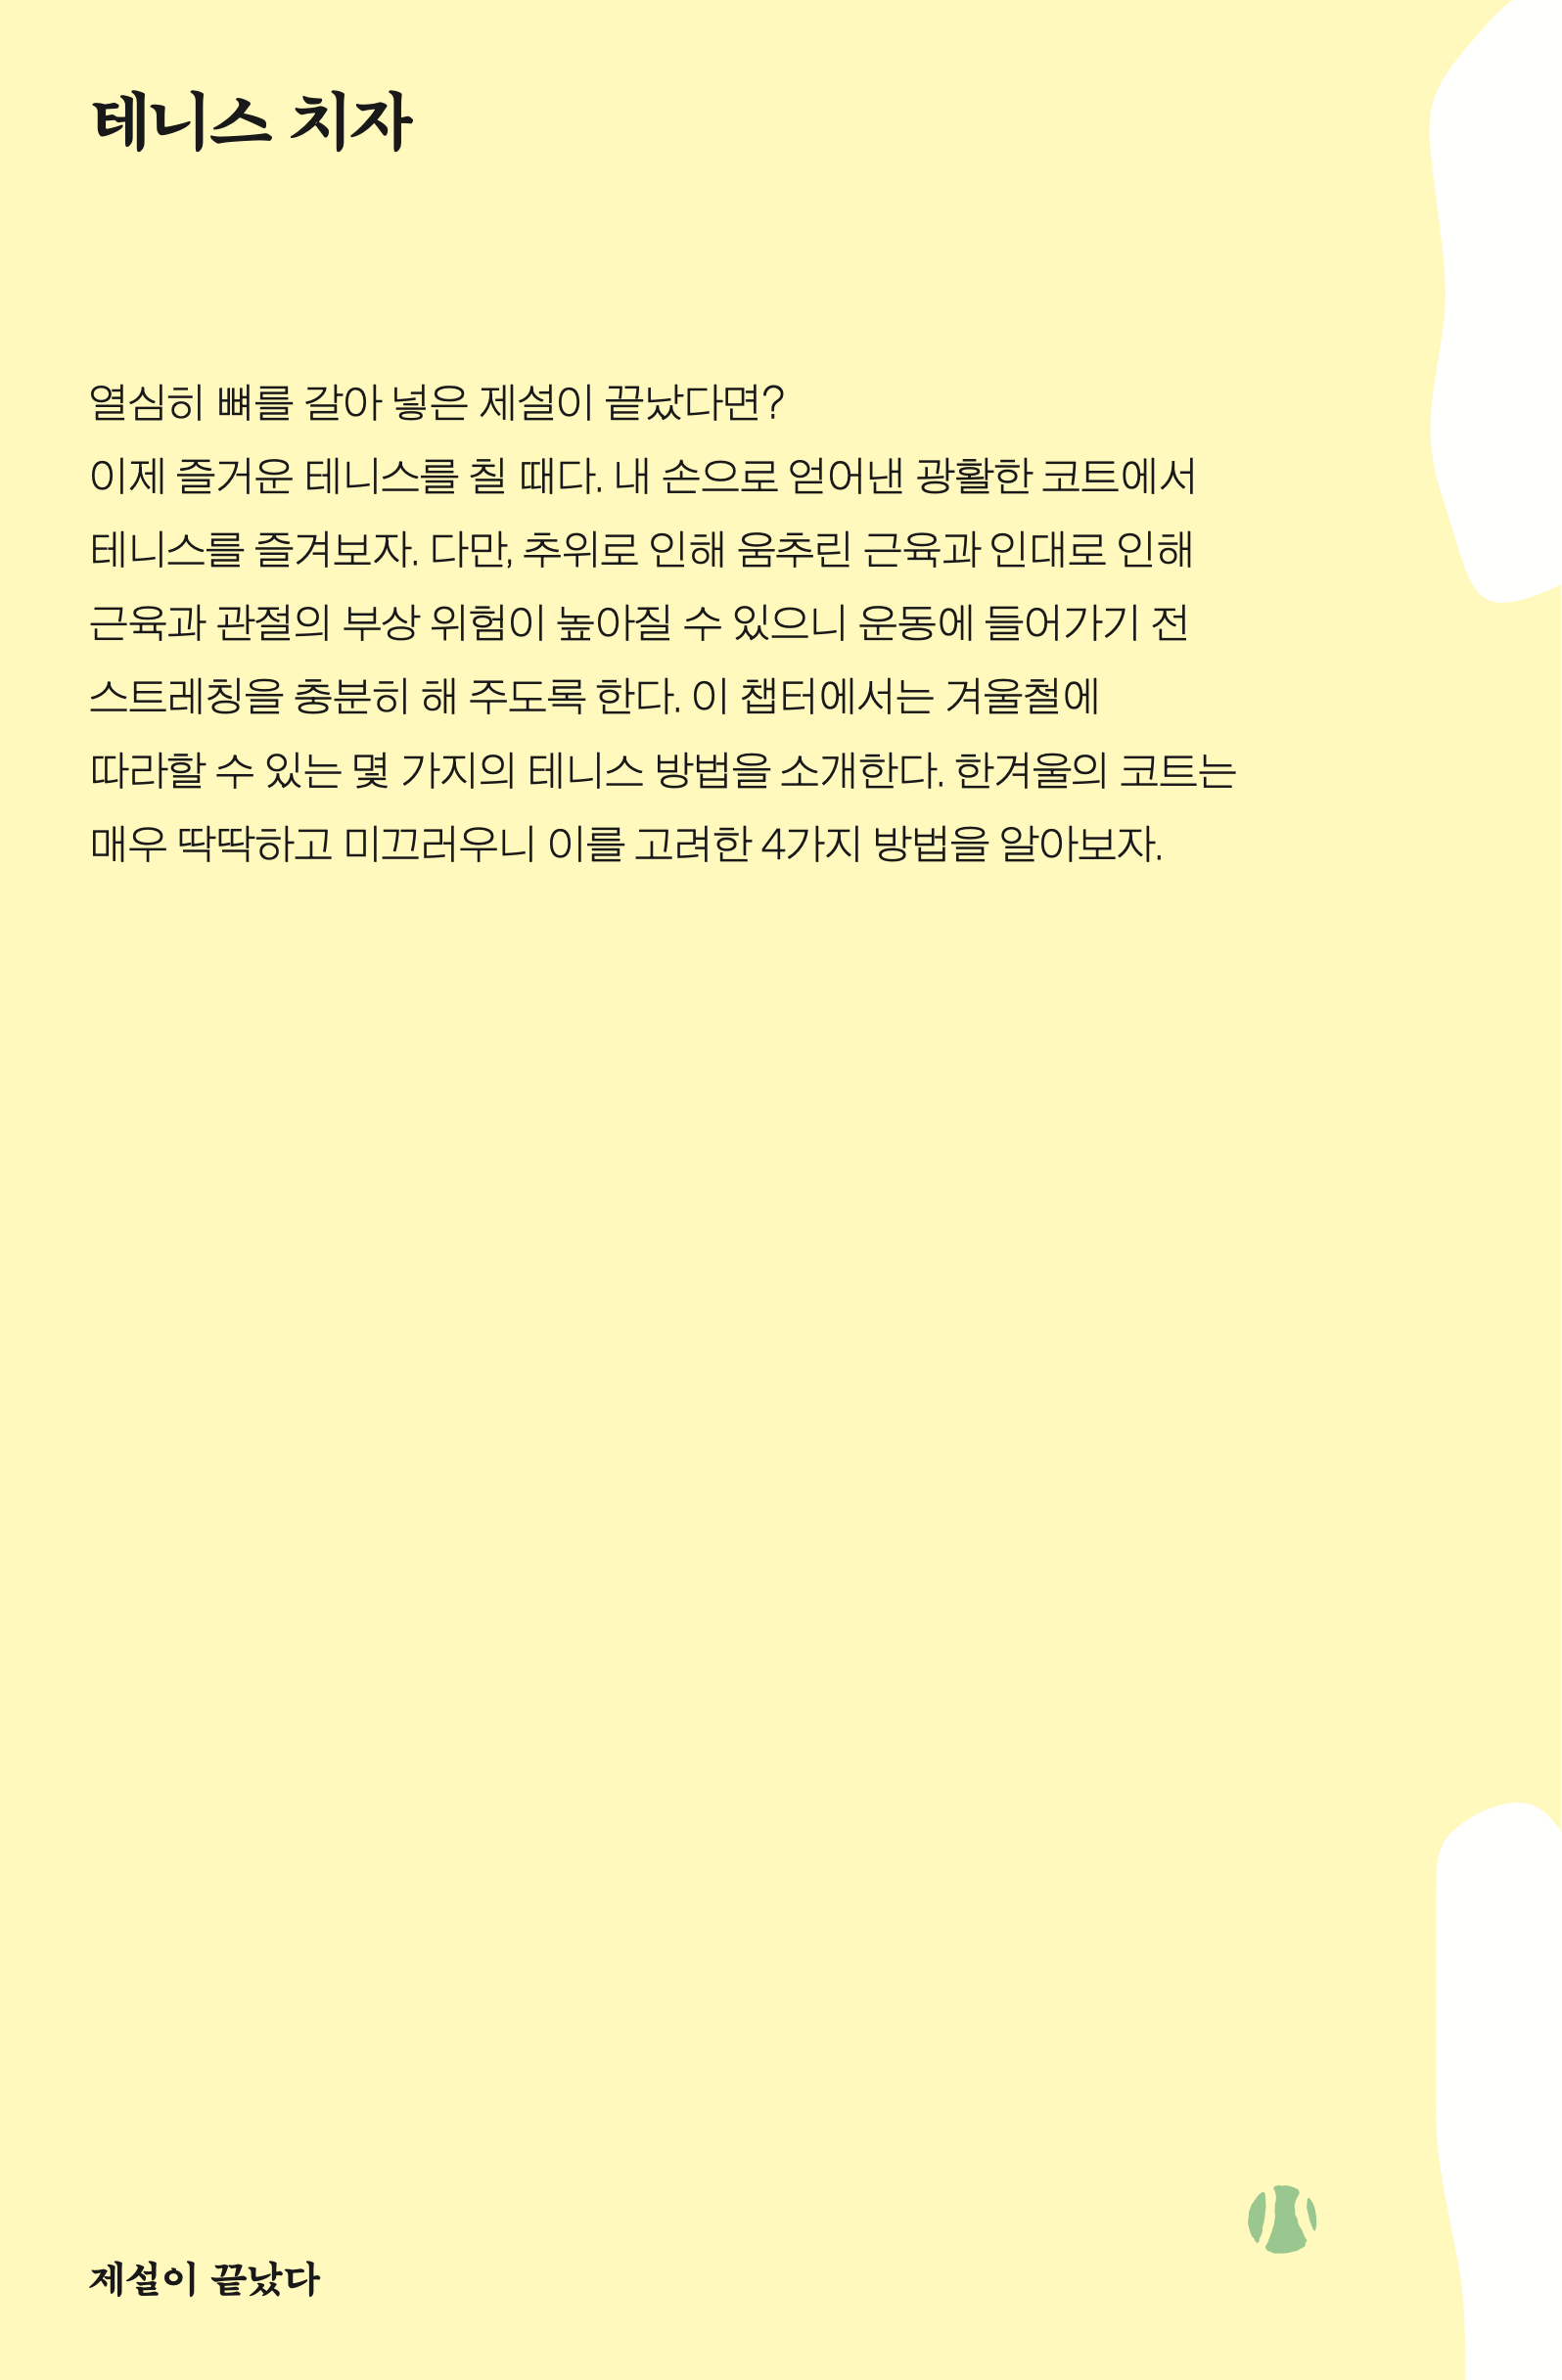 테니스 치자
열심히 뼈를 갈아 넣은 제설이 끝났다면?
이제 즐거운 테니스를 칠 때다. 내 손으로 얻어낸 광활한 코트에서
테니스를 즐겨보자. 다만, 추위로 인해 움추린 근육과 인대로 인해
근육과 관절의 부상 위험이 높아질 수 있으니 운동에 들어가기 전
스트레칭을 충분히 해 주도록 한다. 이 챕터에서는 겨울철에
따라할 수 있는 몇 가지의 테니스 방법을 소개한다. 한겨울의 코트는
매우 딱딱하고 미끄러우니 이를 고려한 4가지 방법을 알아보자.
제설이 끝났다